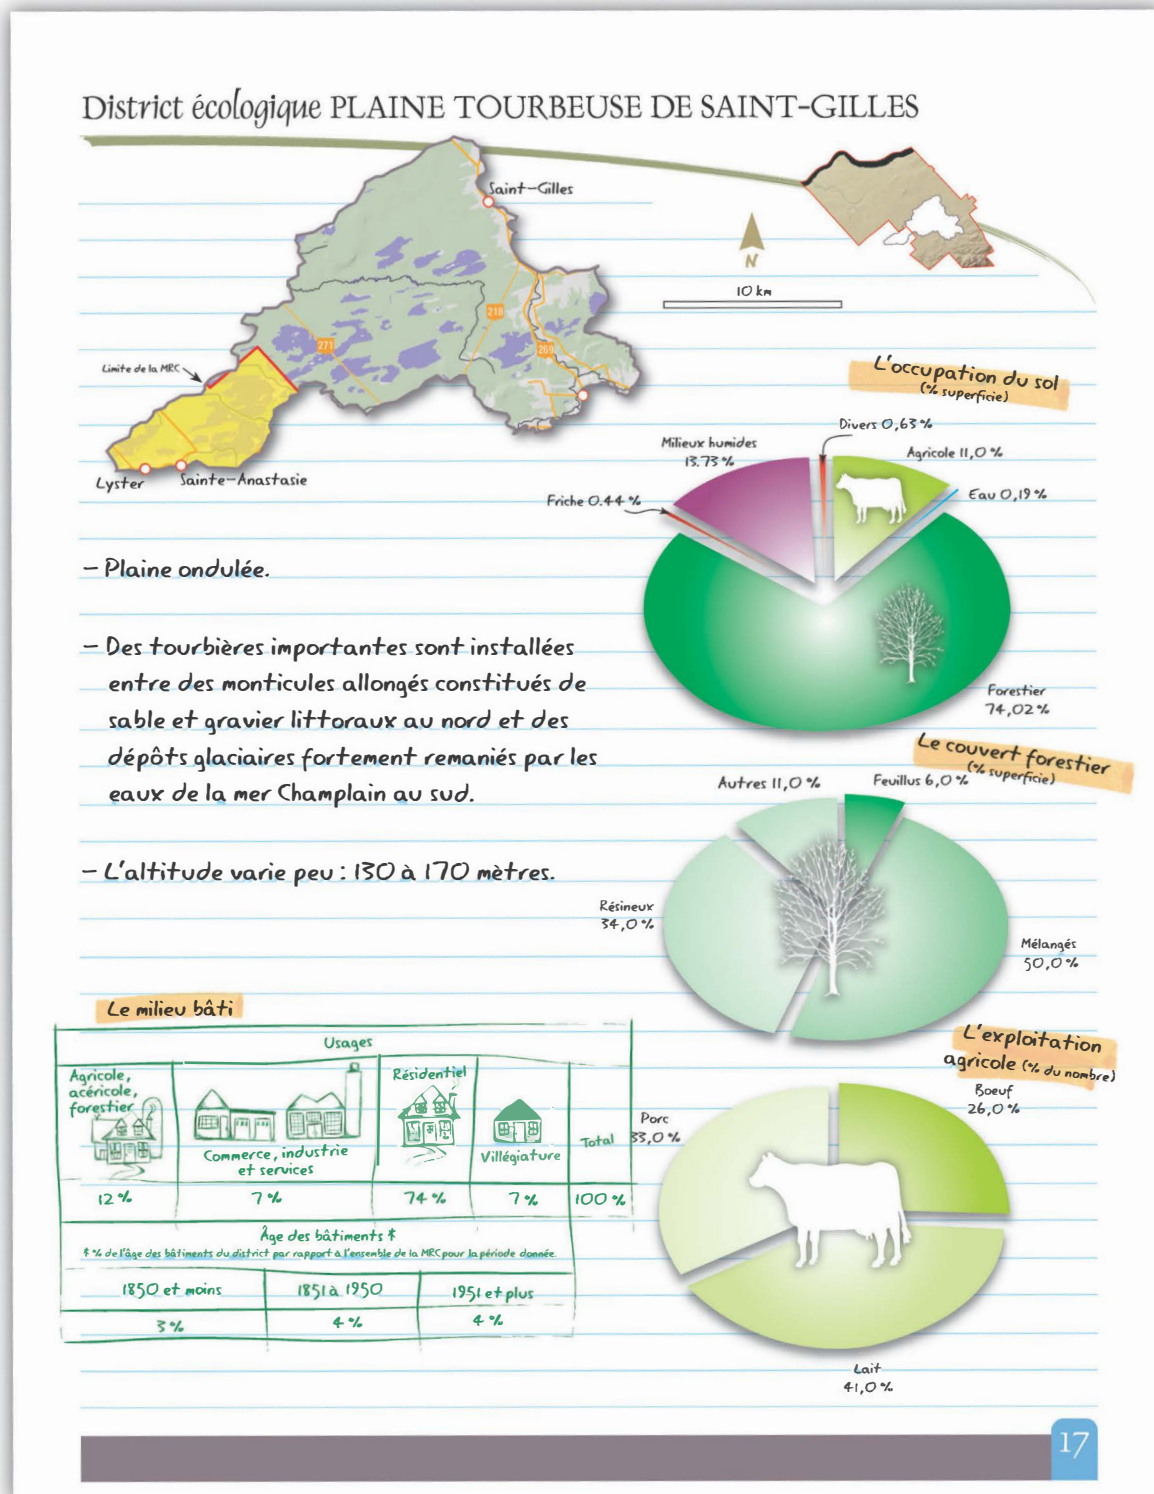 District écologique PLAINE TOURBEUSE DE SAINT-GILLES
Saint-Gilles
N
10 km
218
271
269
Limite de la MRC
Lyster
Sainte-Anastasie
L'occupation du sol
(% superficie)
Divers 0,63 %
Milieux humides
13.73 %
Agricole 11,0 %
Friche 0.44 %
Eau 0,19 %
Forestier
74,02 %
– Plaine ondulée.
– Des tourbières importantes sont installées
entre des monticules allongés constitués de
sable et gravier littoraux au nord et des
dépôts glaciaires fortement remaniés par les
eaux de la mer Champlain au sud.
– L'altitude varie peu : 130 à 170 mètres.
Le couvert forestier
(% superficie)
Autres 11,0 %
Feuillus 6,0 %
Résineux
34,0 %
Mélangés
50,0 %
Le milieu bâti
Usages
Agricole,
acéricole,
forestier
Commerce, industrie
et services
Résidentiel
Villégiature
Total
12 %
7 %
74 %
7 %
100 %
Âge des bâtiments *
* % de l'âge des bâtiments du district par rapport à l'ensemble de la MRC pour la période donnée.
1850 et moins
1851 à 1950
1951 et plus
3 %
4 %
4 %
L'exploitation
agricole (% du nombre)
Boeuf
26,0 %
Porc
33,0 %
Lait
41,0 %
17